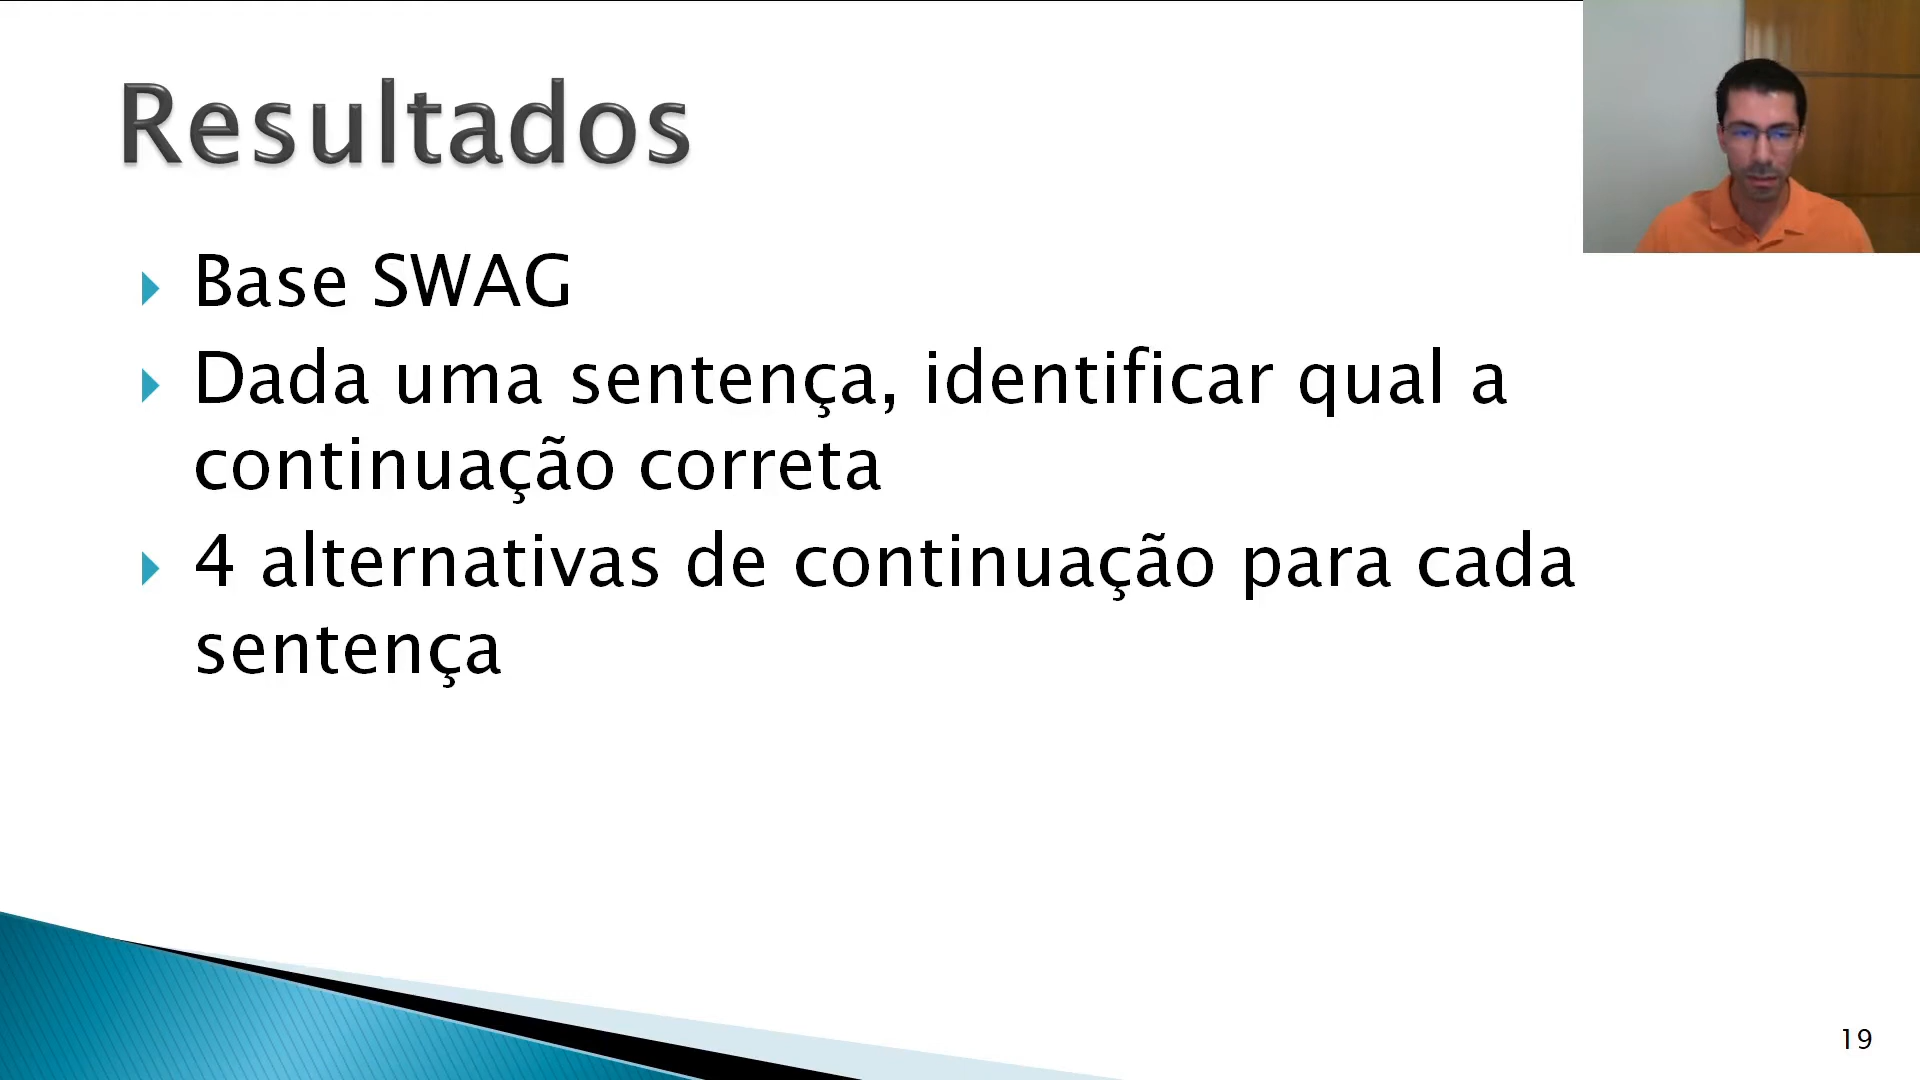 Resultados
Base SWAG
Dada uma sentença, identificar qual a
continuação correta
4 alternativas de continuação para cada
sentença
19